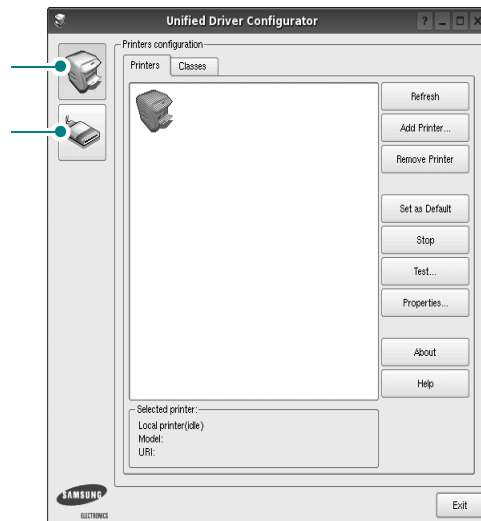 Unified Driver Configurator
Printers configuration
Printers
Classes
Refresh
Add Printer...
Remove Printer
Set as Default
Stop
Test...
Properties...
About
Help
Selected printer:
Local printer(idle)
Model:
URI:
SAMSUNG
ELECTRONICS
Exit